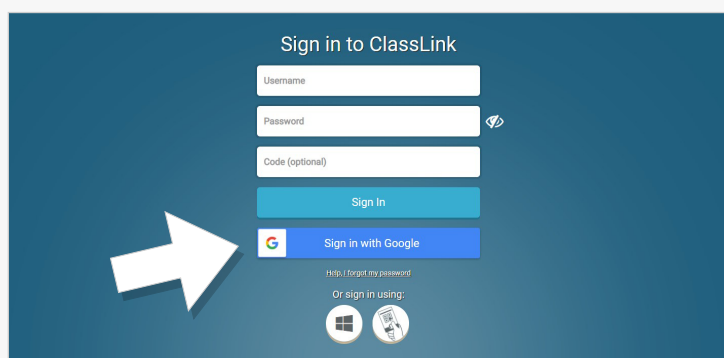 Sign in to ClassLink
Username
Password
Code (optional)
Sign In
G Sign in with Google
Help, I forgot my password
Or sign in using: